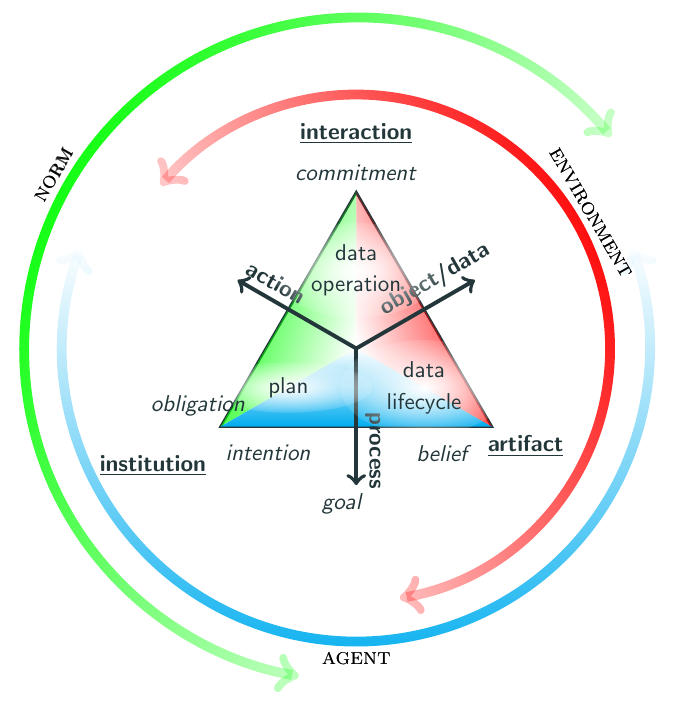 interaction
commitment
NORM
ENVIRONMENT
data
operation
action
object/data
data
lifecycle
plan
obligation
process
institution
intention
belief
artifact
goal
AGENT